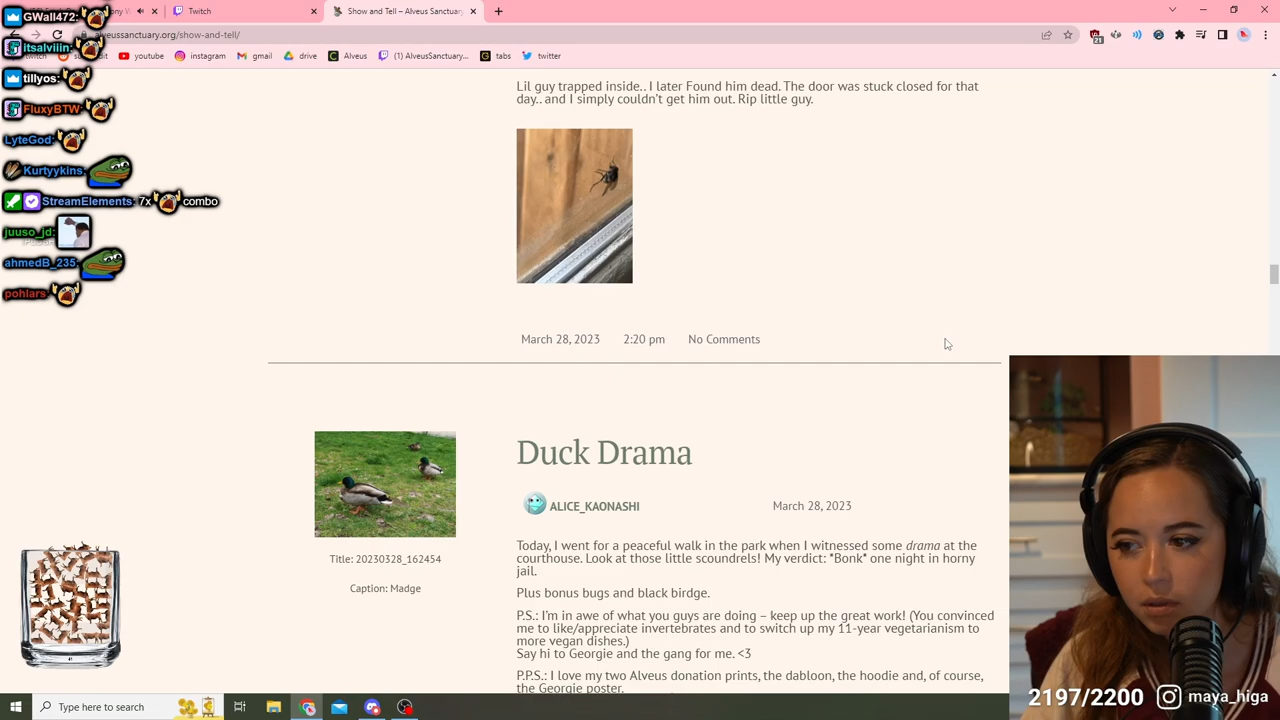 GWall472:
itsalviiin:
tillyos:
FluxyBTW:
LyteGod:
Kurtyykins:
StreamElements: 7x combo
juuso_jd:
ahmedB_235:
pohlars:
Twitch
Show and Tell – Alveus Sanctuary
alveussanctuary.org/show-and-tell/
youtube
instagram
gmail
drive
Alveus
(1) AlveusSanctuary...
tabs
twitter
21
Lil guy trapped inside.. I later Found him dead. The door was stuck closed for that
day.. and I simply couldn't get him out. Rip little guy.
March 28, 2023 2:20 pm No Comments
Title: 20230328_162454
Caption: Madge
Duck Drama
ALICE_KAONASHI March 28, 2023
Today, I went for a peaceful walk in the park when I witnessed some drama at the
courthouse. Look at those little scoundrels! My verdict: *Bonk* one night in horny
jail.
Plus bonus bugs and black birdge.
P.S.: I'm in awe of what you guys are doing – keep up the great work! (You convinced
me to like/appreciate invertebrates and to switch up my 11-year vegetarianism to
more vegan dishes.)
Say hi to Georgie and the gang for me. <3
P.P.S.: I love my two Alveus donation prints, the dabloon, the hoodie and, of course,
the Georgie poster.
Type here to search
2197/2200 maya_higa